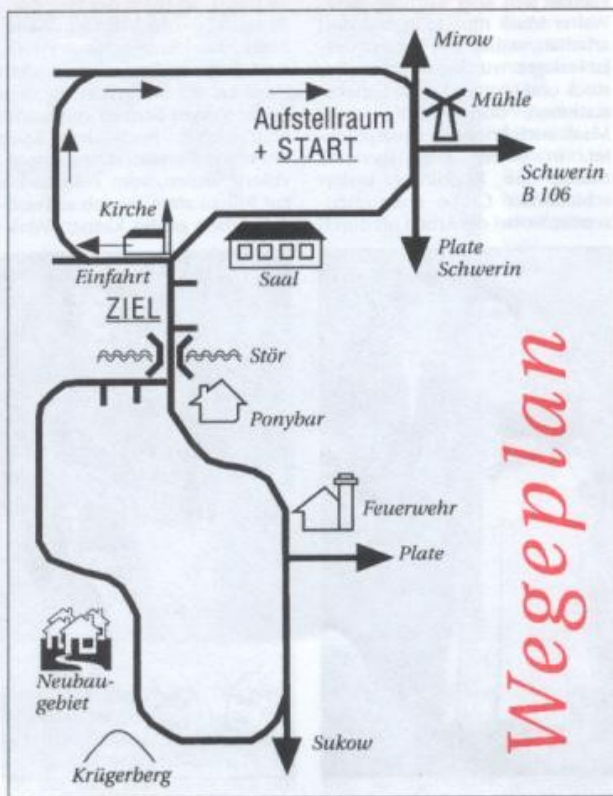 Mirow
Mühle
Aufstellraum
+ START
Schwerin
B 106
Kirche
Plate
Schwerin
Einfahrt
Saal
ZIEL
Stör
Ponybar
Feuerwehr
Plate
Neubau-
gebiet
Sukow
Krügerberg
Wegeplan